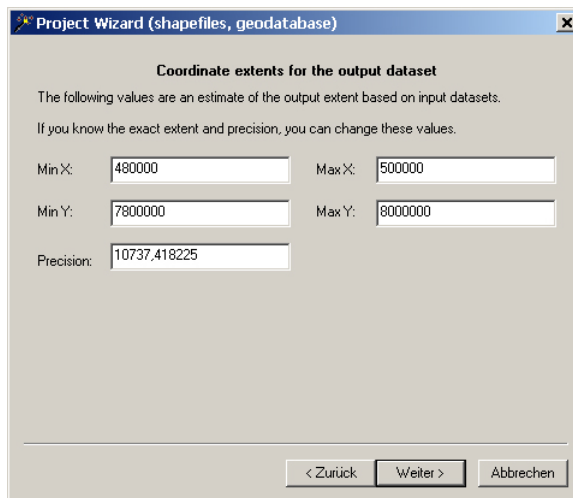 Project Wizard (shapefiles, geodatabase)
Coordinate extents for the output dataset
The following values are an estimate of the output extent based on input datasets.
If you know the exact extent and precision, you can change these values.
Min X: 480000 Max X: 500000
Min Y: 7800000 Max Y: 8000000
Precision: 10737,418225
< Zurück Weiter > Abbrechen